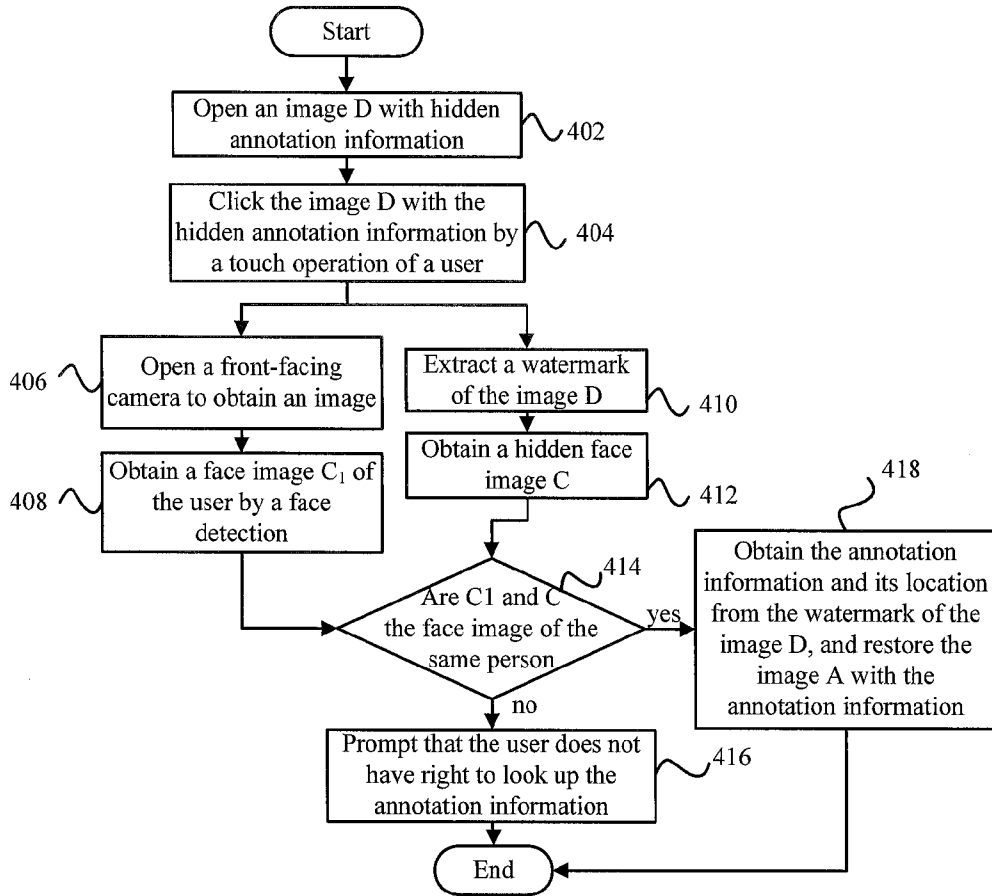 Start
Open an image D with hidden
annotation information
402
Click the image D with the
hidden annotation information by
a touch operation of a user
404
Open a front-facing
camera to obtain an image
406
Extract a watermark
of the image D
410
Obtain a face image C₁ of
the user by a face
detection
408
Obtain a hidden face
image C
412
418
Obtain the annotation
information and its location
from the watermark of the
image D, and restore the
image A with the
annotation information
414
Are C1 and C
the face image of the
same person
yes
no
Prompt that the user does not
have right to look up the
annotation information
416
End